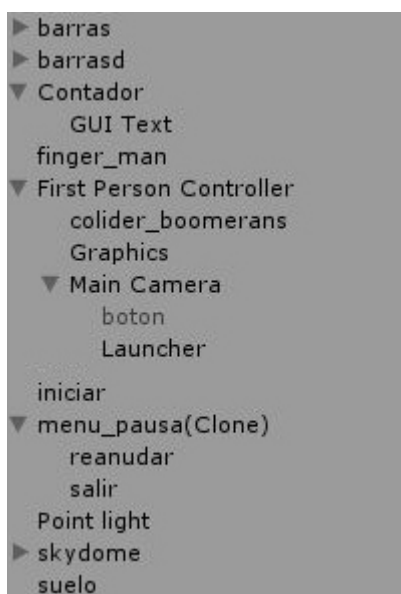 barras
barrasd
Contador
GUI Text
finger_man
First Person Controller
colider_boomerans
Graphics
Main Camera
boton
Launcher
iniciar
menu_pausa(Clone)
reanudar
salir
Point light
skydome
suelo